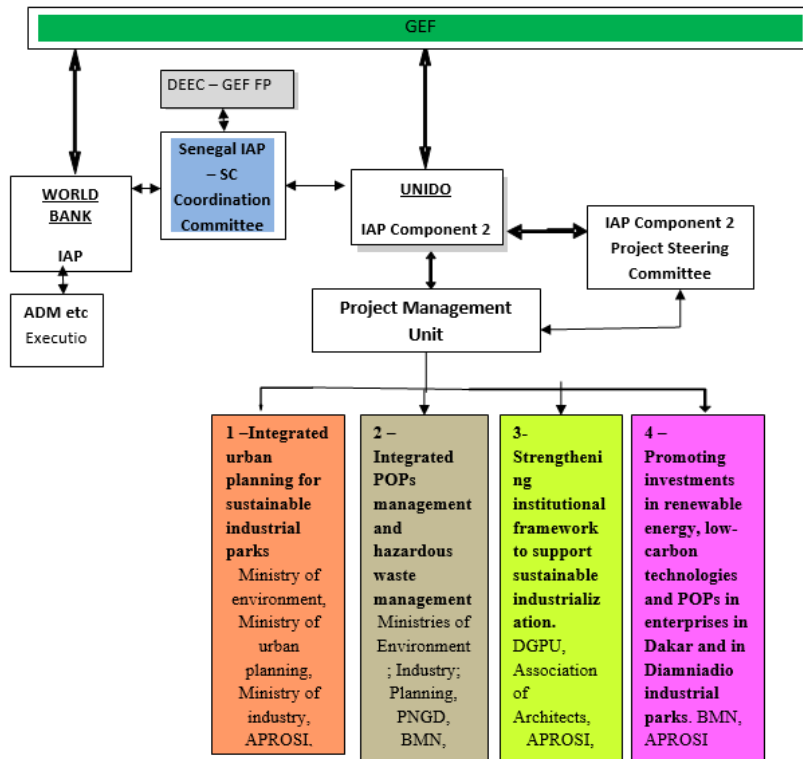 GEF
DEEC – GEF FP
Senegal IAP
– SC
Coordination
Committee
WORLD
BANK
IAP
UNIDO
IAP Component 2
IAP Component 2
Project Steering
Committee
ADM etc
Executio
Project Management
Unit
1 –Integrated
urban
planning for
sustainable
industrial
parks
Ministry of
environment,
Ministry of
urban
planning,
Ministry of
industry,
APROSI.
2 –
Integrated
POPs
management
and
hazardous
waste
management
Ministries of
Environment
; Industry;
Planning,
PNGD,
BMN,
3-
Strengtheni
ng
institutional
framework
to support
sustainable
industrializ
ation.
DGPU,
Association
of
Architects,
APROSI,
4 –
Promoting
investments
in renewable
energy, low-
carbon
technologies
and POPs in
enterprises in
Dakar and in
Diamniadio
industrial
parks. BMN,
APROSI